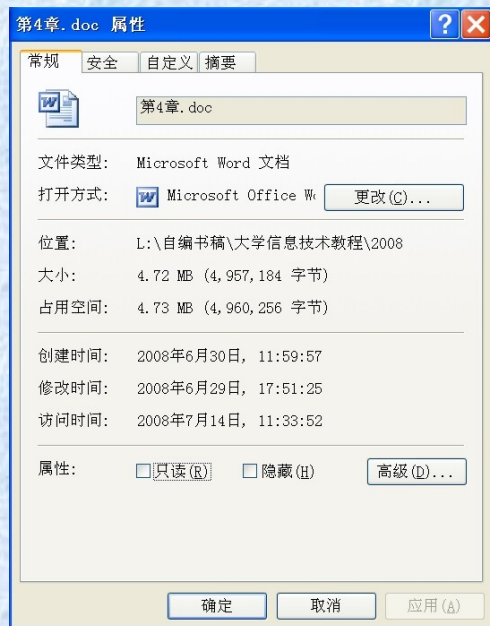 第4章.doc 属性
常规 安全 自定义 摘要
第4章.doc
文件类型: Microsoft Word 文档
打开方式: Microsoft Office 更改(C)...
位置: L:\自编书稿\大学信息技术教程\2008
大小: 4.72 MB (4,957,184 字节)
占用空间: 4.73 MB (4,960,256 字节)
创建时间: 2008年6月30日, 11:59:57
修改时间: 2008年6月29日, 17:51:25
访问时间: 2008年7月14日, 11:33:52
属性: 只读(R) 隐藏(H) 高级(D)...
确定 取消 应用(A)